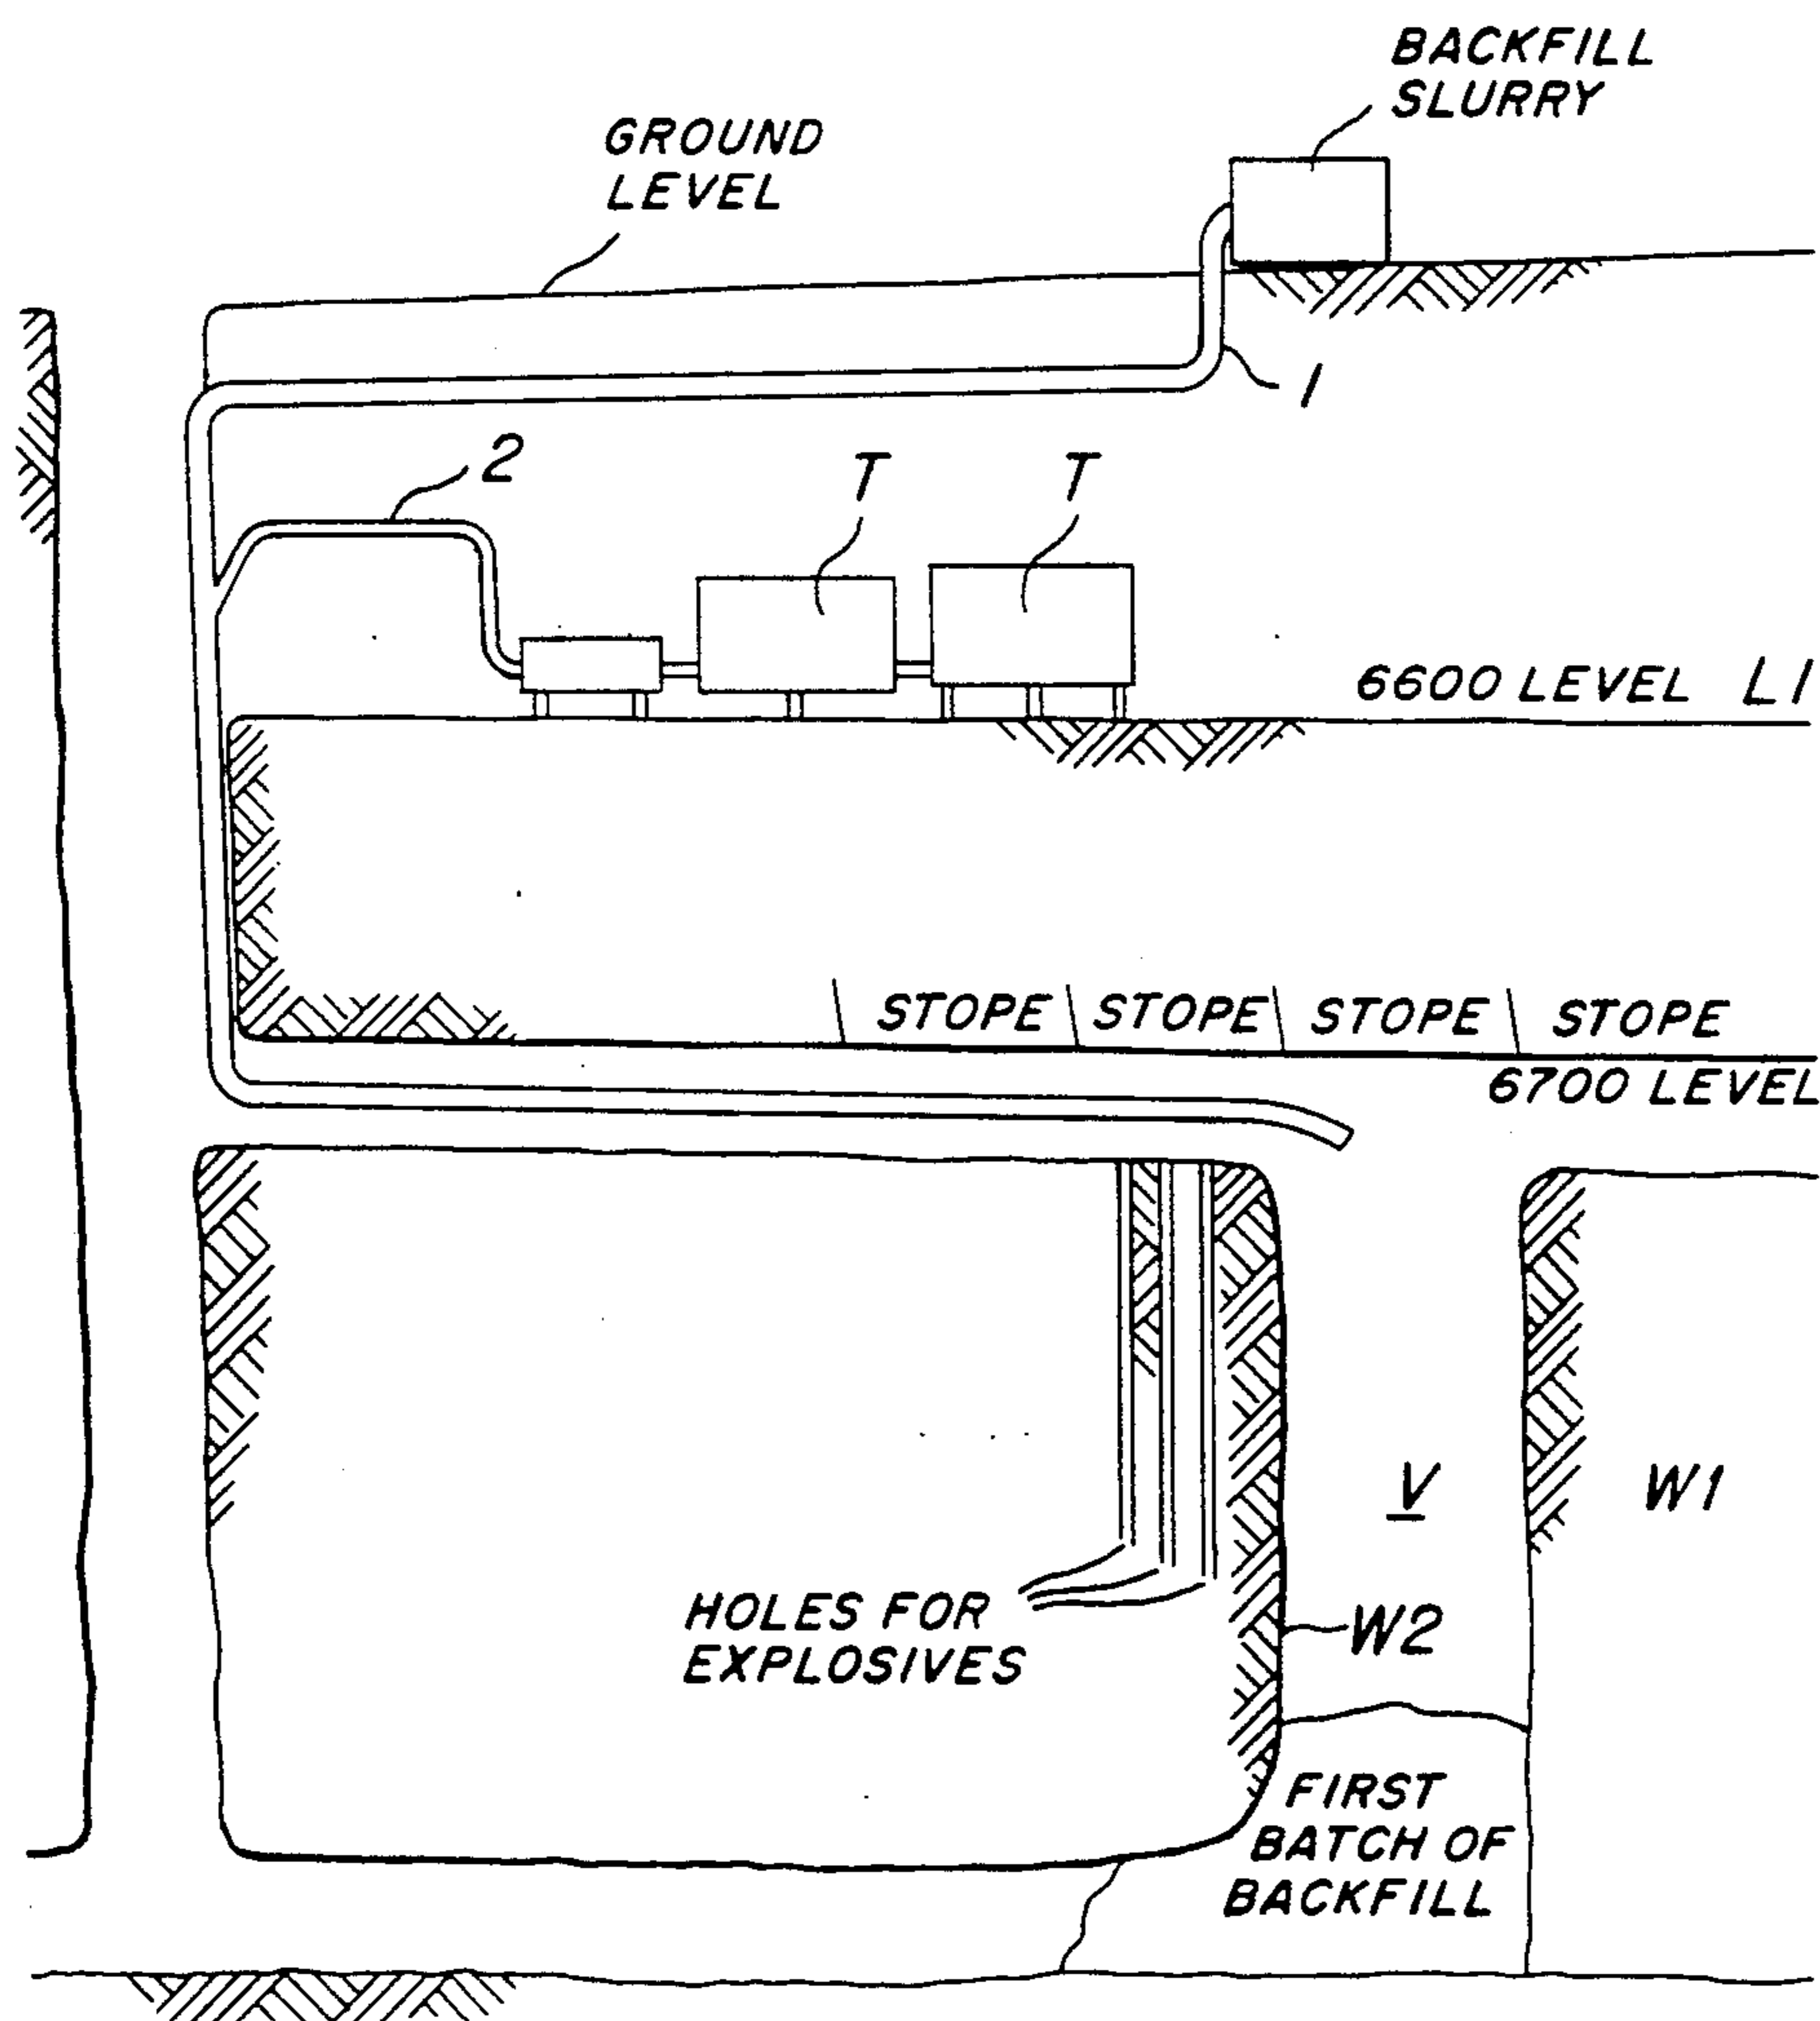 BACKFILL
SLURRY
GROUND
LEVEL
1
2
T
T
6600 LEVEL L1
STOPE STOPE STOPE STOPE
6700 LEVEL
V
W1
HOLES FOR
EXPLOSIVES
W2
FIRST
BATCH OF
BACKFILL